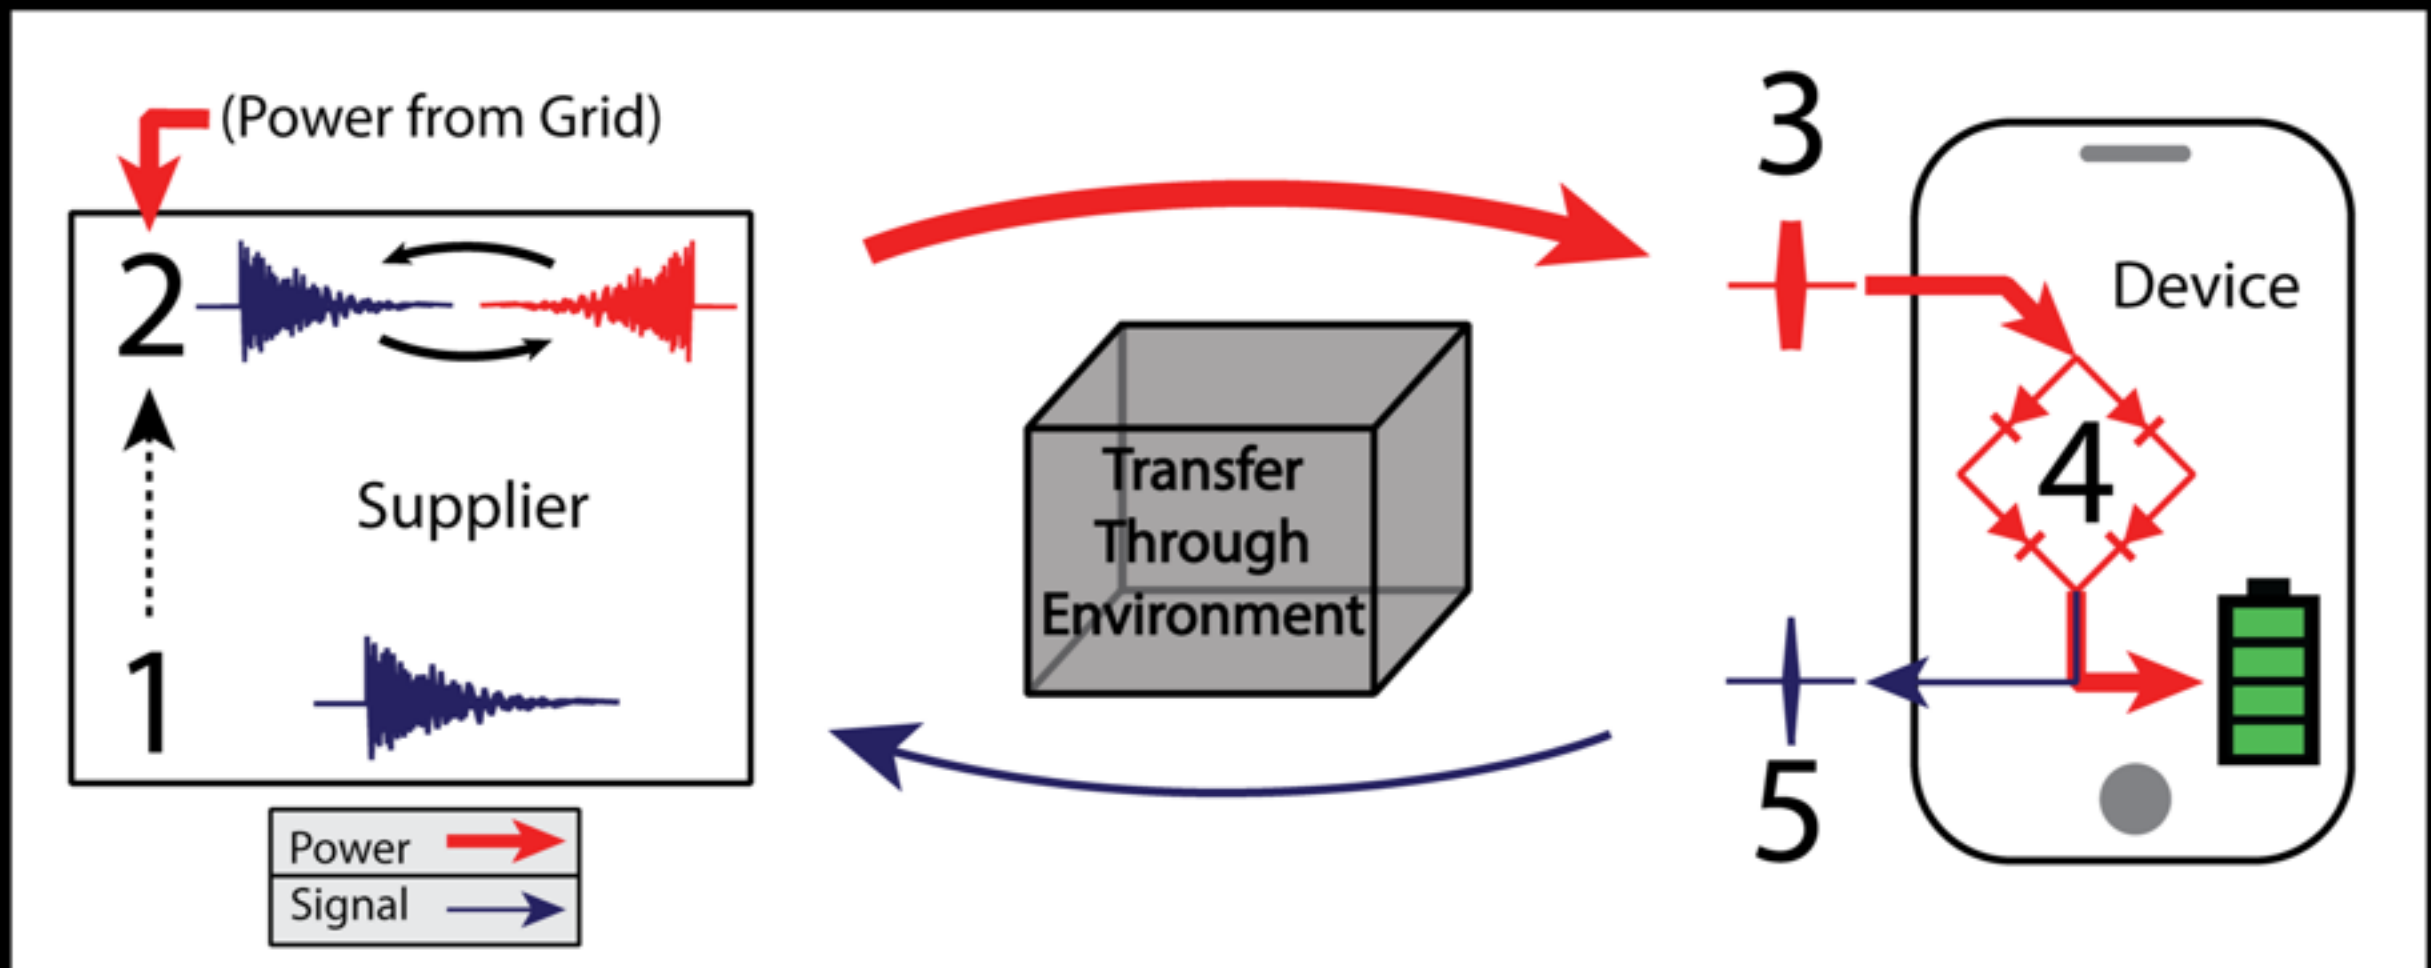 (Power from Grid)
2
Supplier
1
Power
Signal
Transfer
Through
Environment
3
Device
4
5